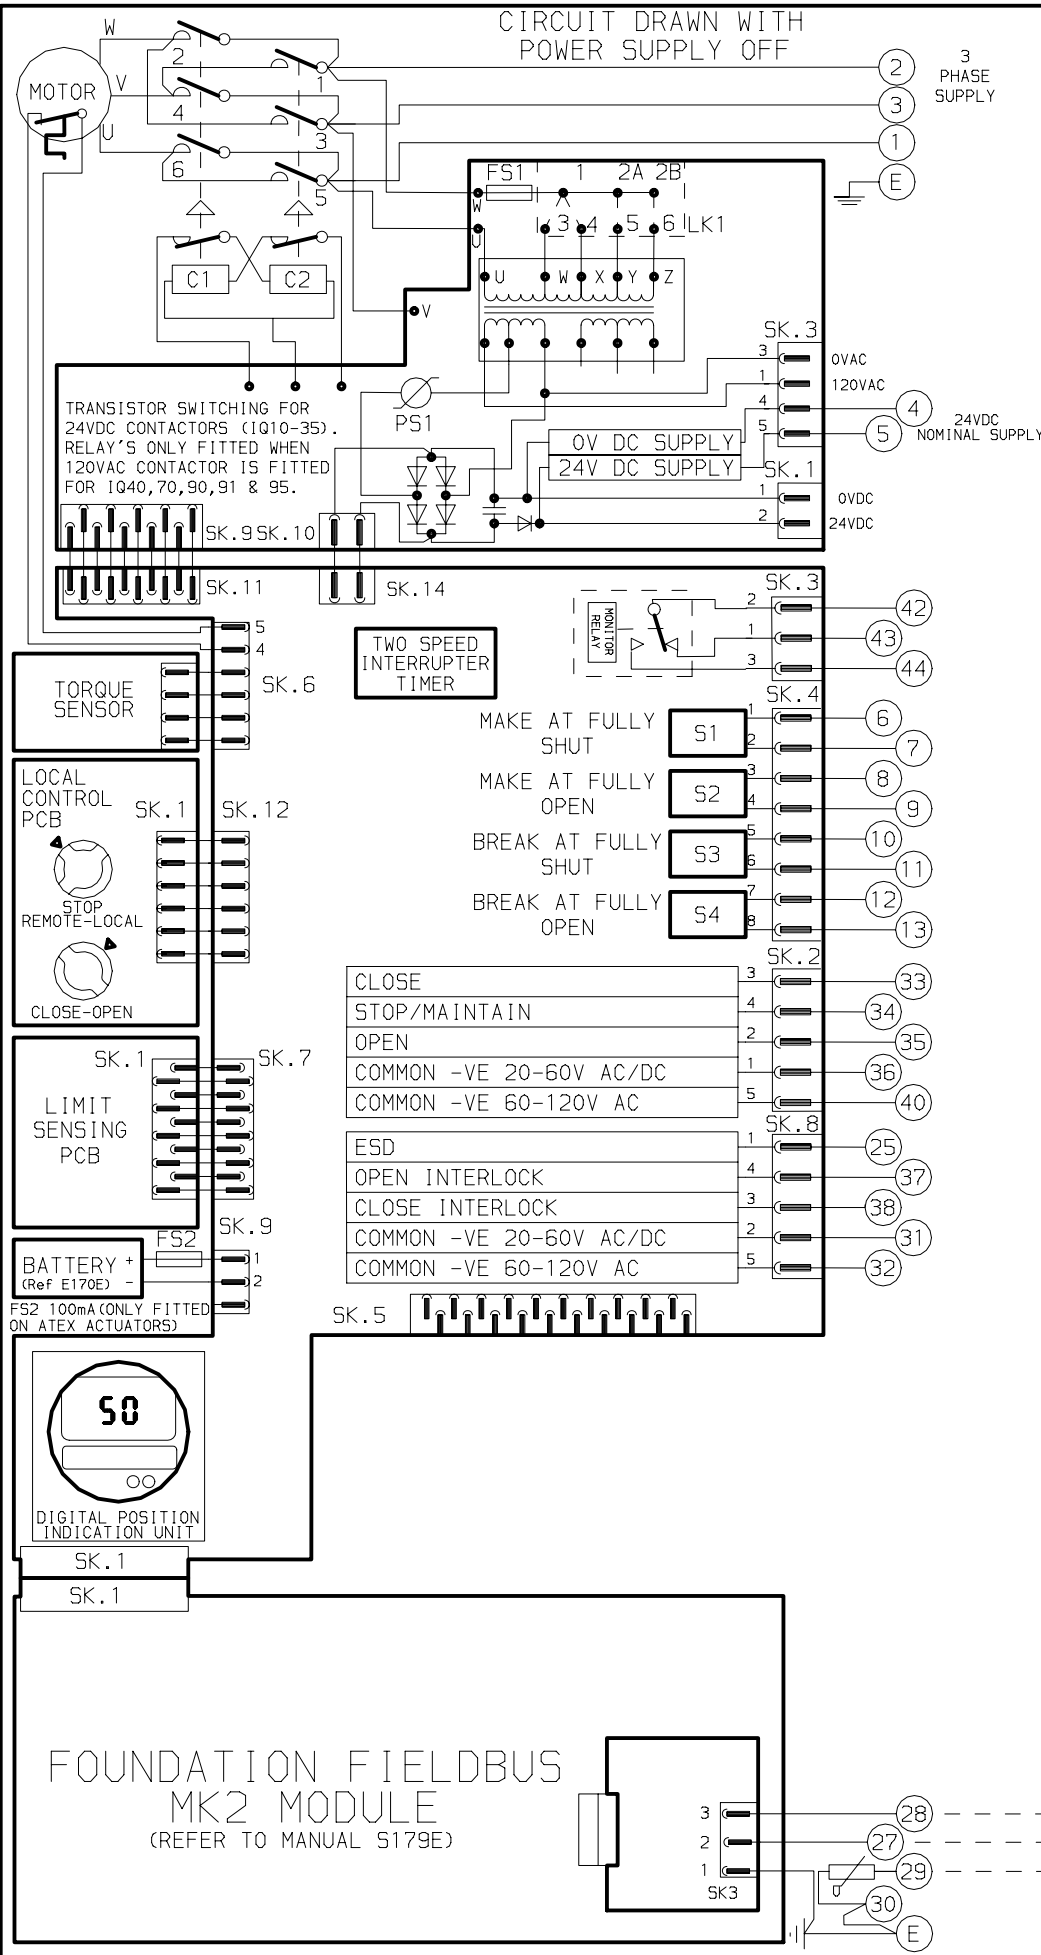 CIRCUIT DRAWN WITH
POWER SUPPLY OFF
W
V
U
MOTOR
2
1
4
3
6
5
2
3
1
E
3
PHASE
SUPPLY
C1
C2
FS1
1
2A
2B
W
U
3
4
5
6
LK1
U
W
X
Y
Z
V
PS1
TRANSISTOR SWITCHING FOR
24VDC CONTACTORS (IQ10-35).
RELAY'S ONLY FITTED WHEN
120VAC CONTACTOR IS FITTED
FOR IQ40,70,90,91 & 95.
SK.3
3
0VAC
1
120VAC
4
4
5
5
24VDC
NOMINAL SUPPLY
0V DC SUPPLY
24V DC SUPPLY
SK.1
1
0VDC
2
24VDC
SK.9
SK.10
SK.11
SK.14
TWO SPEED
INTERRUPTER
TIMER
MONITOR
RELAY
SK.3
2
42
1
43
3
44
5
4
SK.6
TORQUE
SENSOR
SK.4
MAKE AT FULLY
SHUT
S1
1
6
2
7
MAKE AT FULLY
OPEN
S2
3
8
4
9
BREAK AT FULLY
SHUT
S3
5
10
6
11
BREAK AT FULLY
OPEN
S4
7
12
8
13
LOCAL
CONTROL
PCB
SK.1
SK.12
STOP
REMOTE-LOCAL
CLOSE-OPEN
SK.2
CLOSE
3
33
STOP/MAINTAIN
4
34
OPEN
2
35
COMMON -VE 20-60V AC/DC
1
36
COMMON -VE 60-120V AC
5
40
SK.8
ESD
1
25
OPEN INTERLOCK
4
37
CLOSE INTERLOCK
3
38
COMMON -VE 20-60V AC/DC
2
31
COMMON -VE 60-120V AC
5
32
SK.1
SK.7
LIMIT
SENSING
PCB
SK.9
FS2
BATTERY + 
(Ref E170E) -
1
2
FS2 100mA(ONLY FITTED
ON ATEX ACTUATORS)
SK.5
50
DIGITAL POSITION
INDICATION UNIT
SK.1
SK.1
FOUNDATION FIELDBUS
MK2 MODULE
(REFER TO MANUAL S179E)
3
28
2
27
1
29
SK3
U
30
E